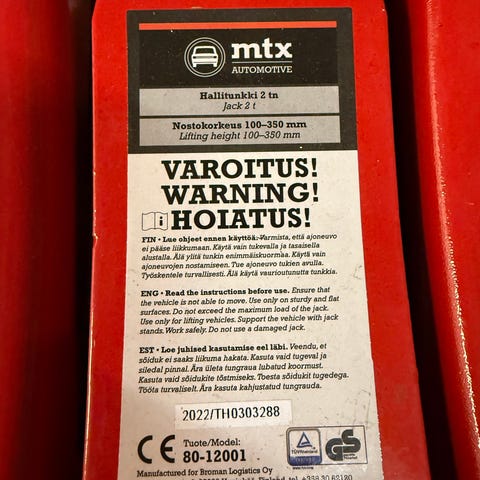 mtx
AUTOMOTIVE
Hallitunkki 2 tn
Jack 2 t
Nostokorkeus 100–350 mm
Lifting height 100–350 mm
VAROITUS!
WARNING!
HOIATUS!
FIN • Lue ohjeet ennen käyttöä. Varmista, että ajoneuvo
ei pääse liikkumaan. Käytä vain tukevalla ja tasaisella
alustalla. Älä ylitä tunkin enimmäiskuormaa. Käytä vain
ajoneuvojen nostamiseen. Tue ajoneuvo tukien avulla.
Työskentele turvallisesti. Älä käytä vaurioutunutta tunkkia.
ENG • Read the instructions before use. Ensure that
the vehicle is not able to move. Use only on sturdy and flat
surfaces. Do not exceed the maximum load of the jack.
Use only for lifting vehicles. Support the vehicle with jack
stands. Work safely. Do not use a damaged jack.
EST • Loe juhised kasutamise eel läbi. Veendu, et
sõiduk ei saaks liikuma hakata. Kasuta vaid tugeval ja
siledal pinnal. Ära ületa tungraua lubatud koormust.
Kasuta vaid sõidukite tõstmiseks. Toesta sõidukit tugedega.
Tööta turvaliselt. Ära kasuta kahjustatud tungrauda.
2022/TH0303288
CE
Tuote/Model:
80-12001
TÜVRheinland
GS
Manufactured for Broman Logistics Oy